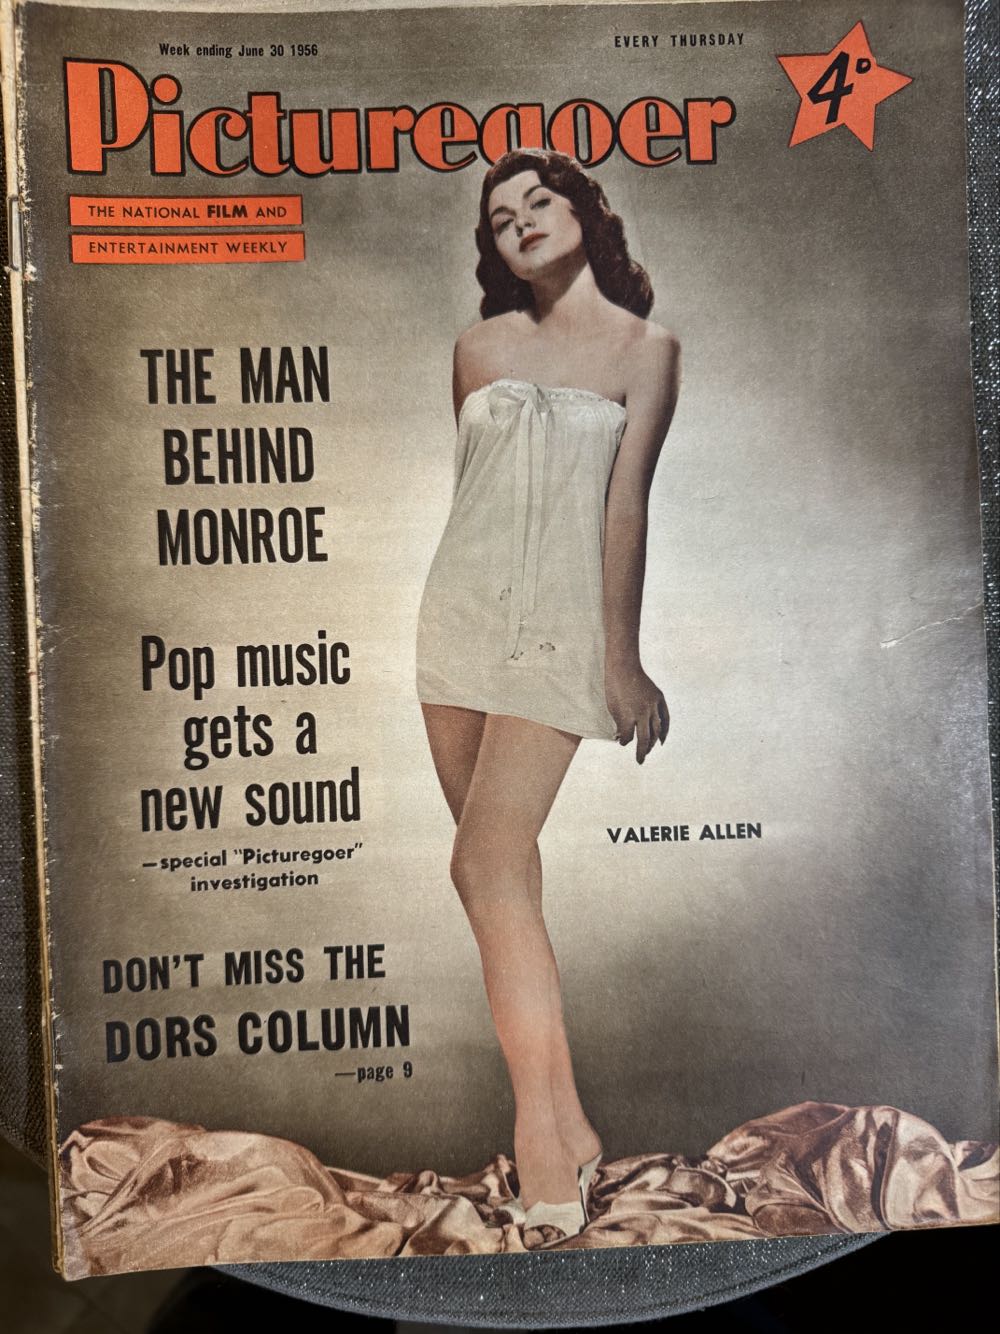 Week ending June 30 1956
EVERY THURSDAY
Picturegoer
4ᴰ
THE NATIONAL FILM AND
ENTERTAINMENT WEEKLY
THE MAN
BEHIND
MONROE
Pop music
gets a
new sound
—special "Picturegoer"
investigation
VALERIE ALLEN
DON'T MISS THE
DORS COLUMN
—page 9